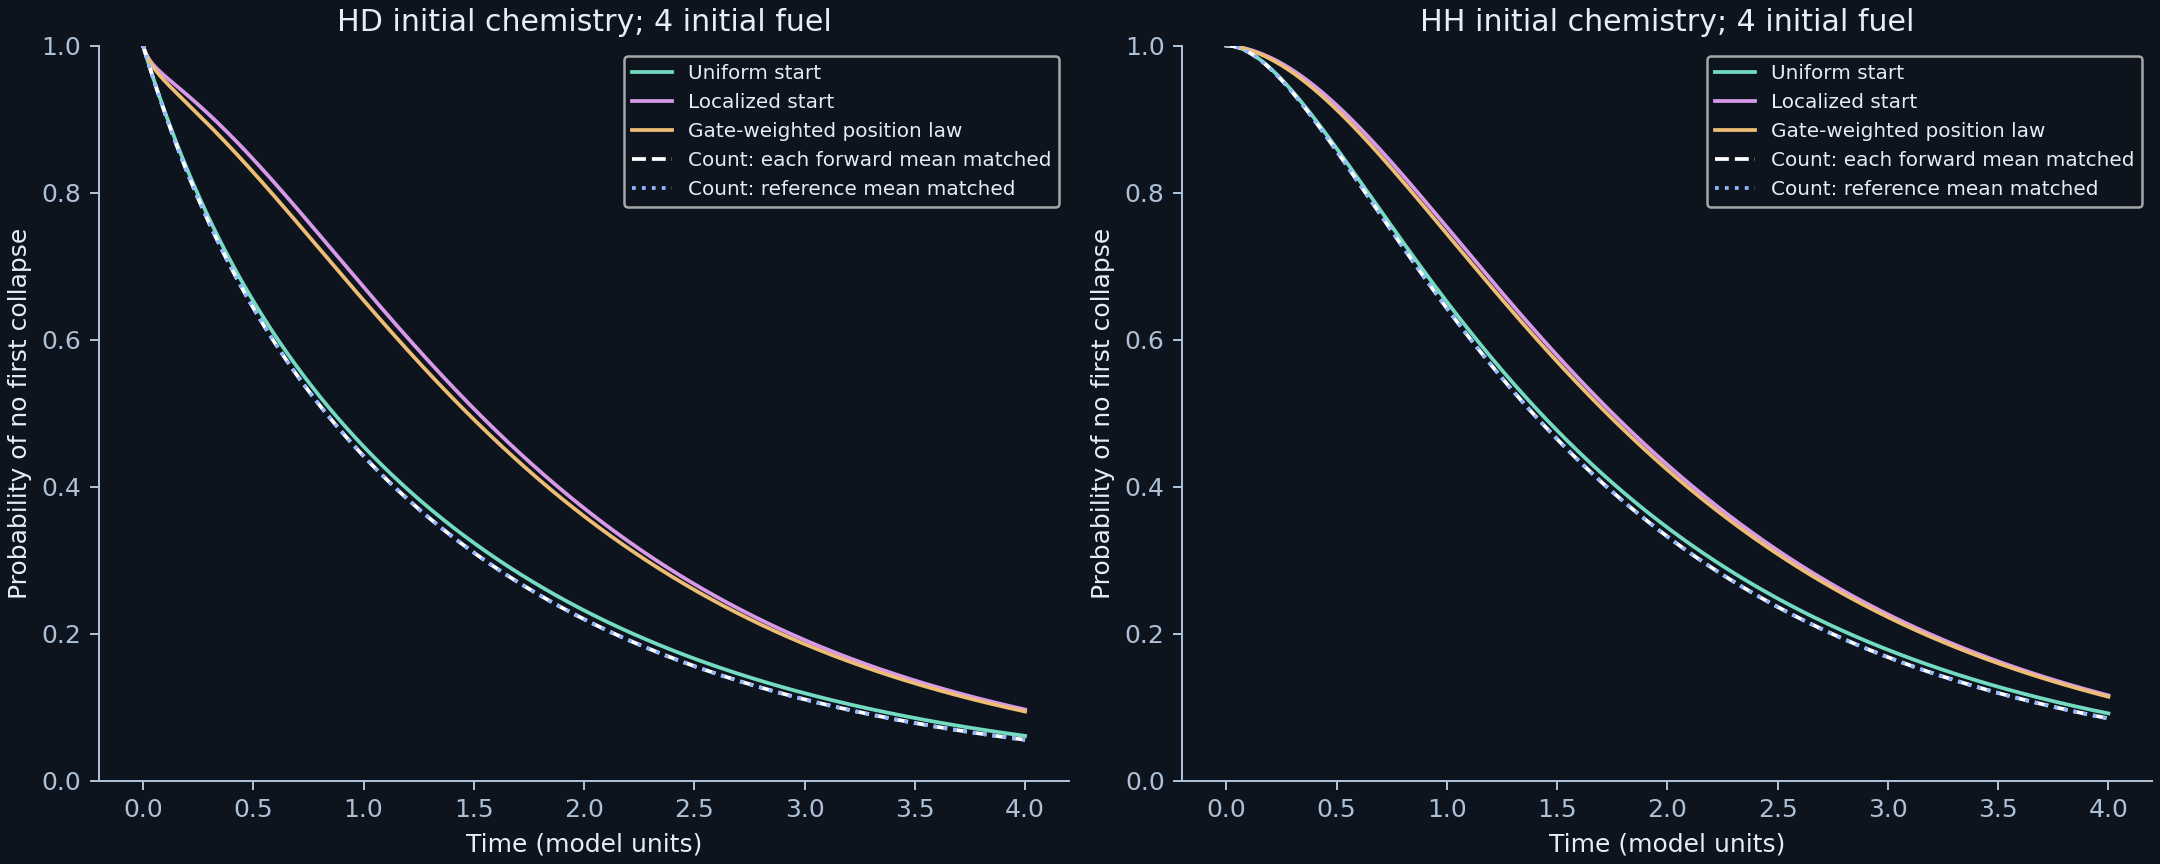 HD initial chemistry; 4 initial fuel
Probability of no first collapse
1.0
0.8
0.6
0.4
0.2
0.0
Uniform start
Localized start
Gate-weighted position law
Count: each forward mean matched
Count: reference mean matched
0.0 0.5 1.0 1.5 2.0 2.5 3.0 3.5 4.0
Time (model units)
HH initial chemistry; 4 initial fuel
Probability of no first collapse
1.0
0.8
0.6
0.4
0.2
0.0
Uniform start
Localized start
Gate-weighted position law
Count: each forward mean matched
Count: reference mean matched
0.0 0.5 1.0 1.5 2.0 2.5 3.0 3.5 4.0
Time (model units)